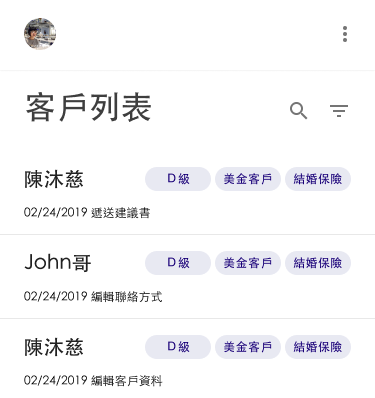 客戶列表
陳沐慈 D 級 美金客戶 結婚保險
02/24/2019 遞送建議書
John哥 D 級 美金客戶 結婚保險
02/24/2019 編輯聯絡方式
陳沐慈 D 級 美金客戶 結婚保險
02/24/2019 編輯客戶資料